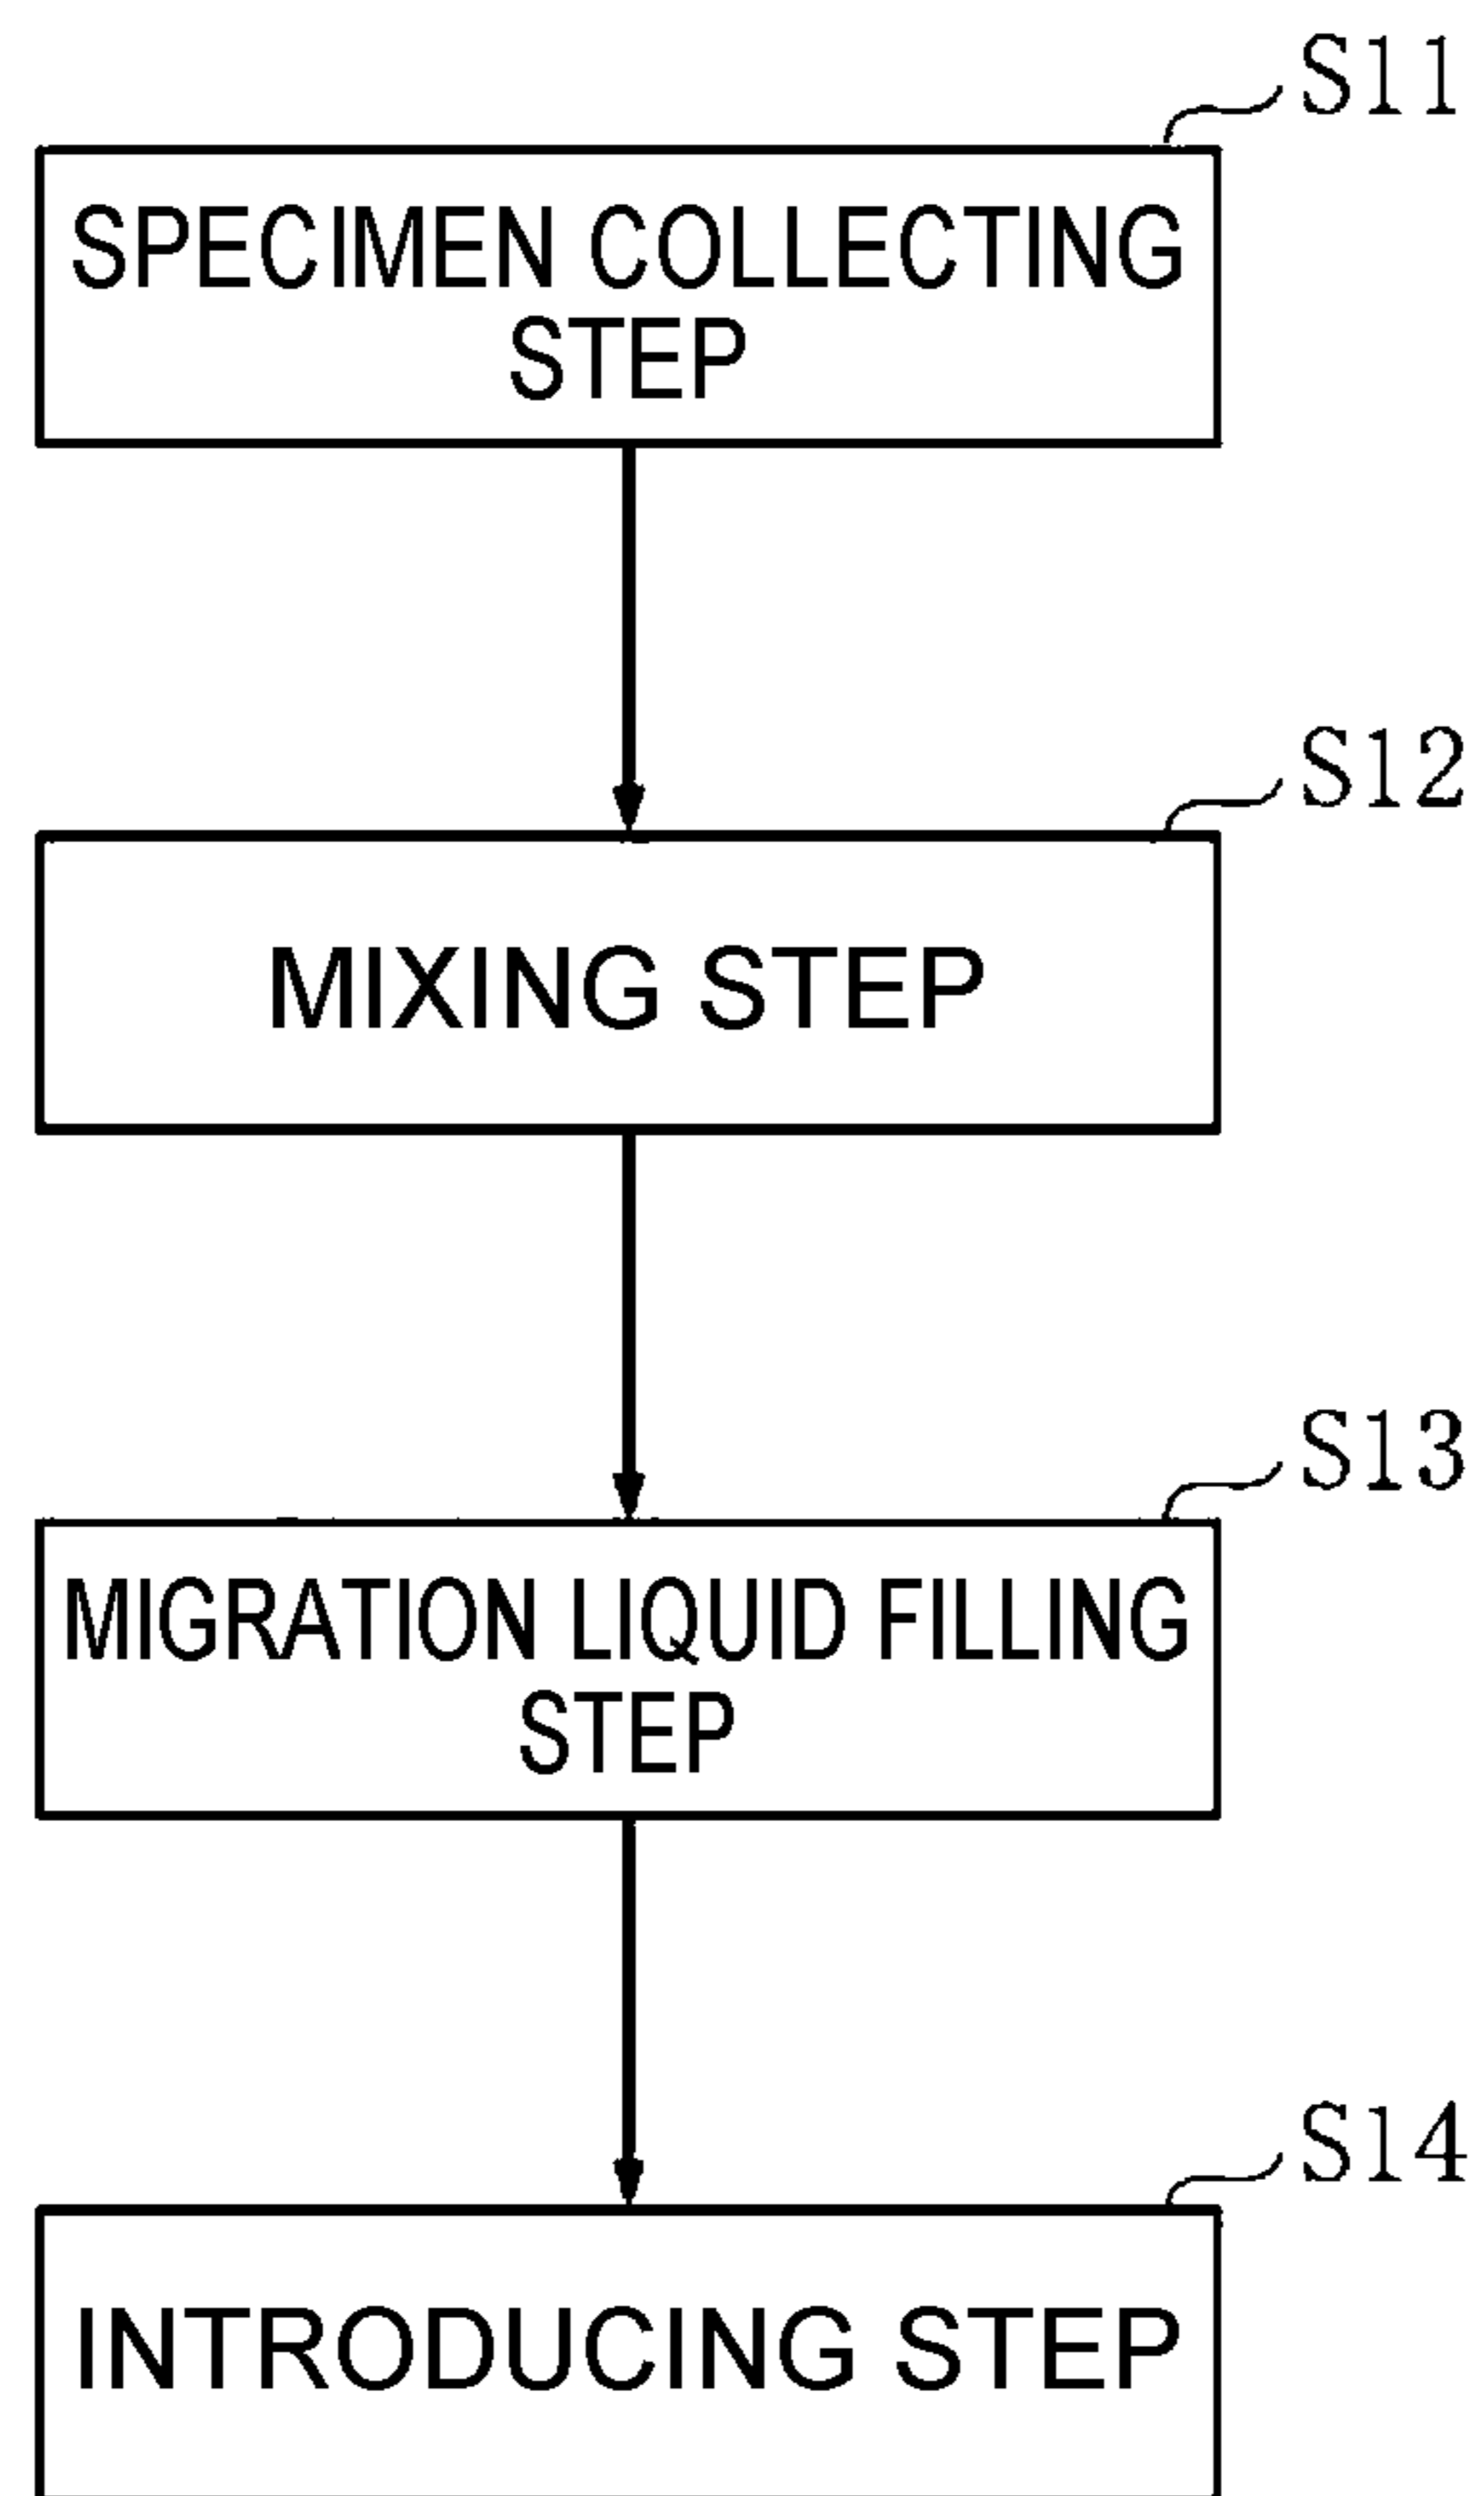 S11
SPECIMEN COLLECTING
STEP
S12
MIXING STEP
S13
MIGRATION LIQUID FILLING
STEP
S14
INTRODUCING STEP